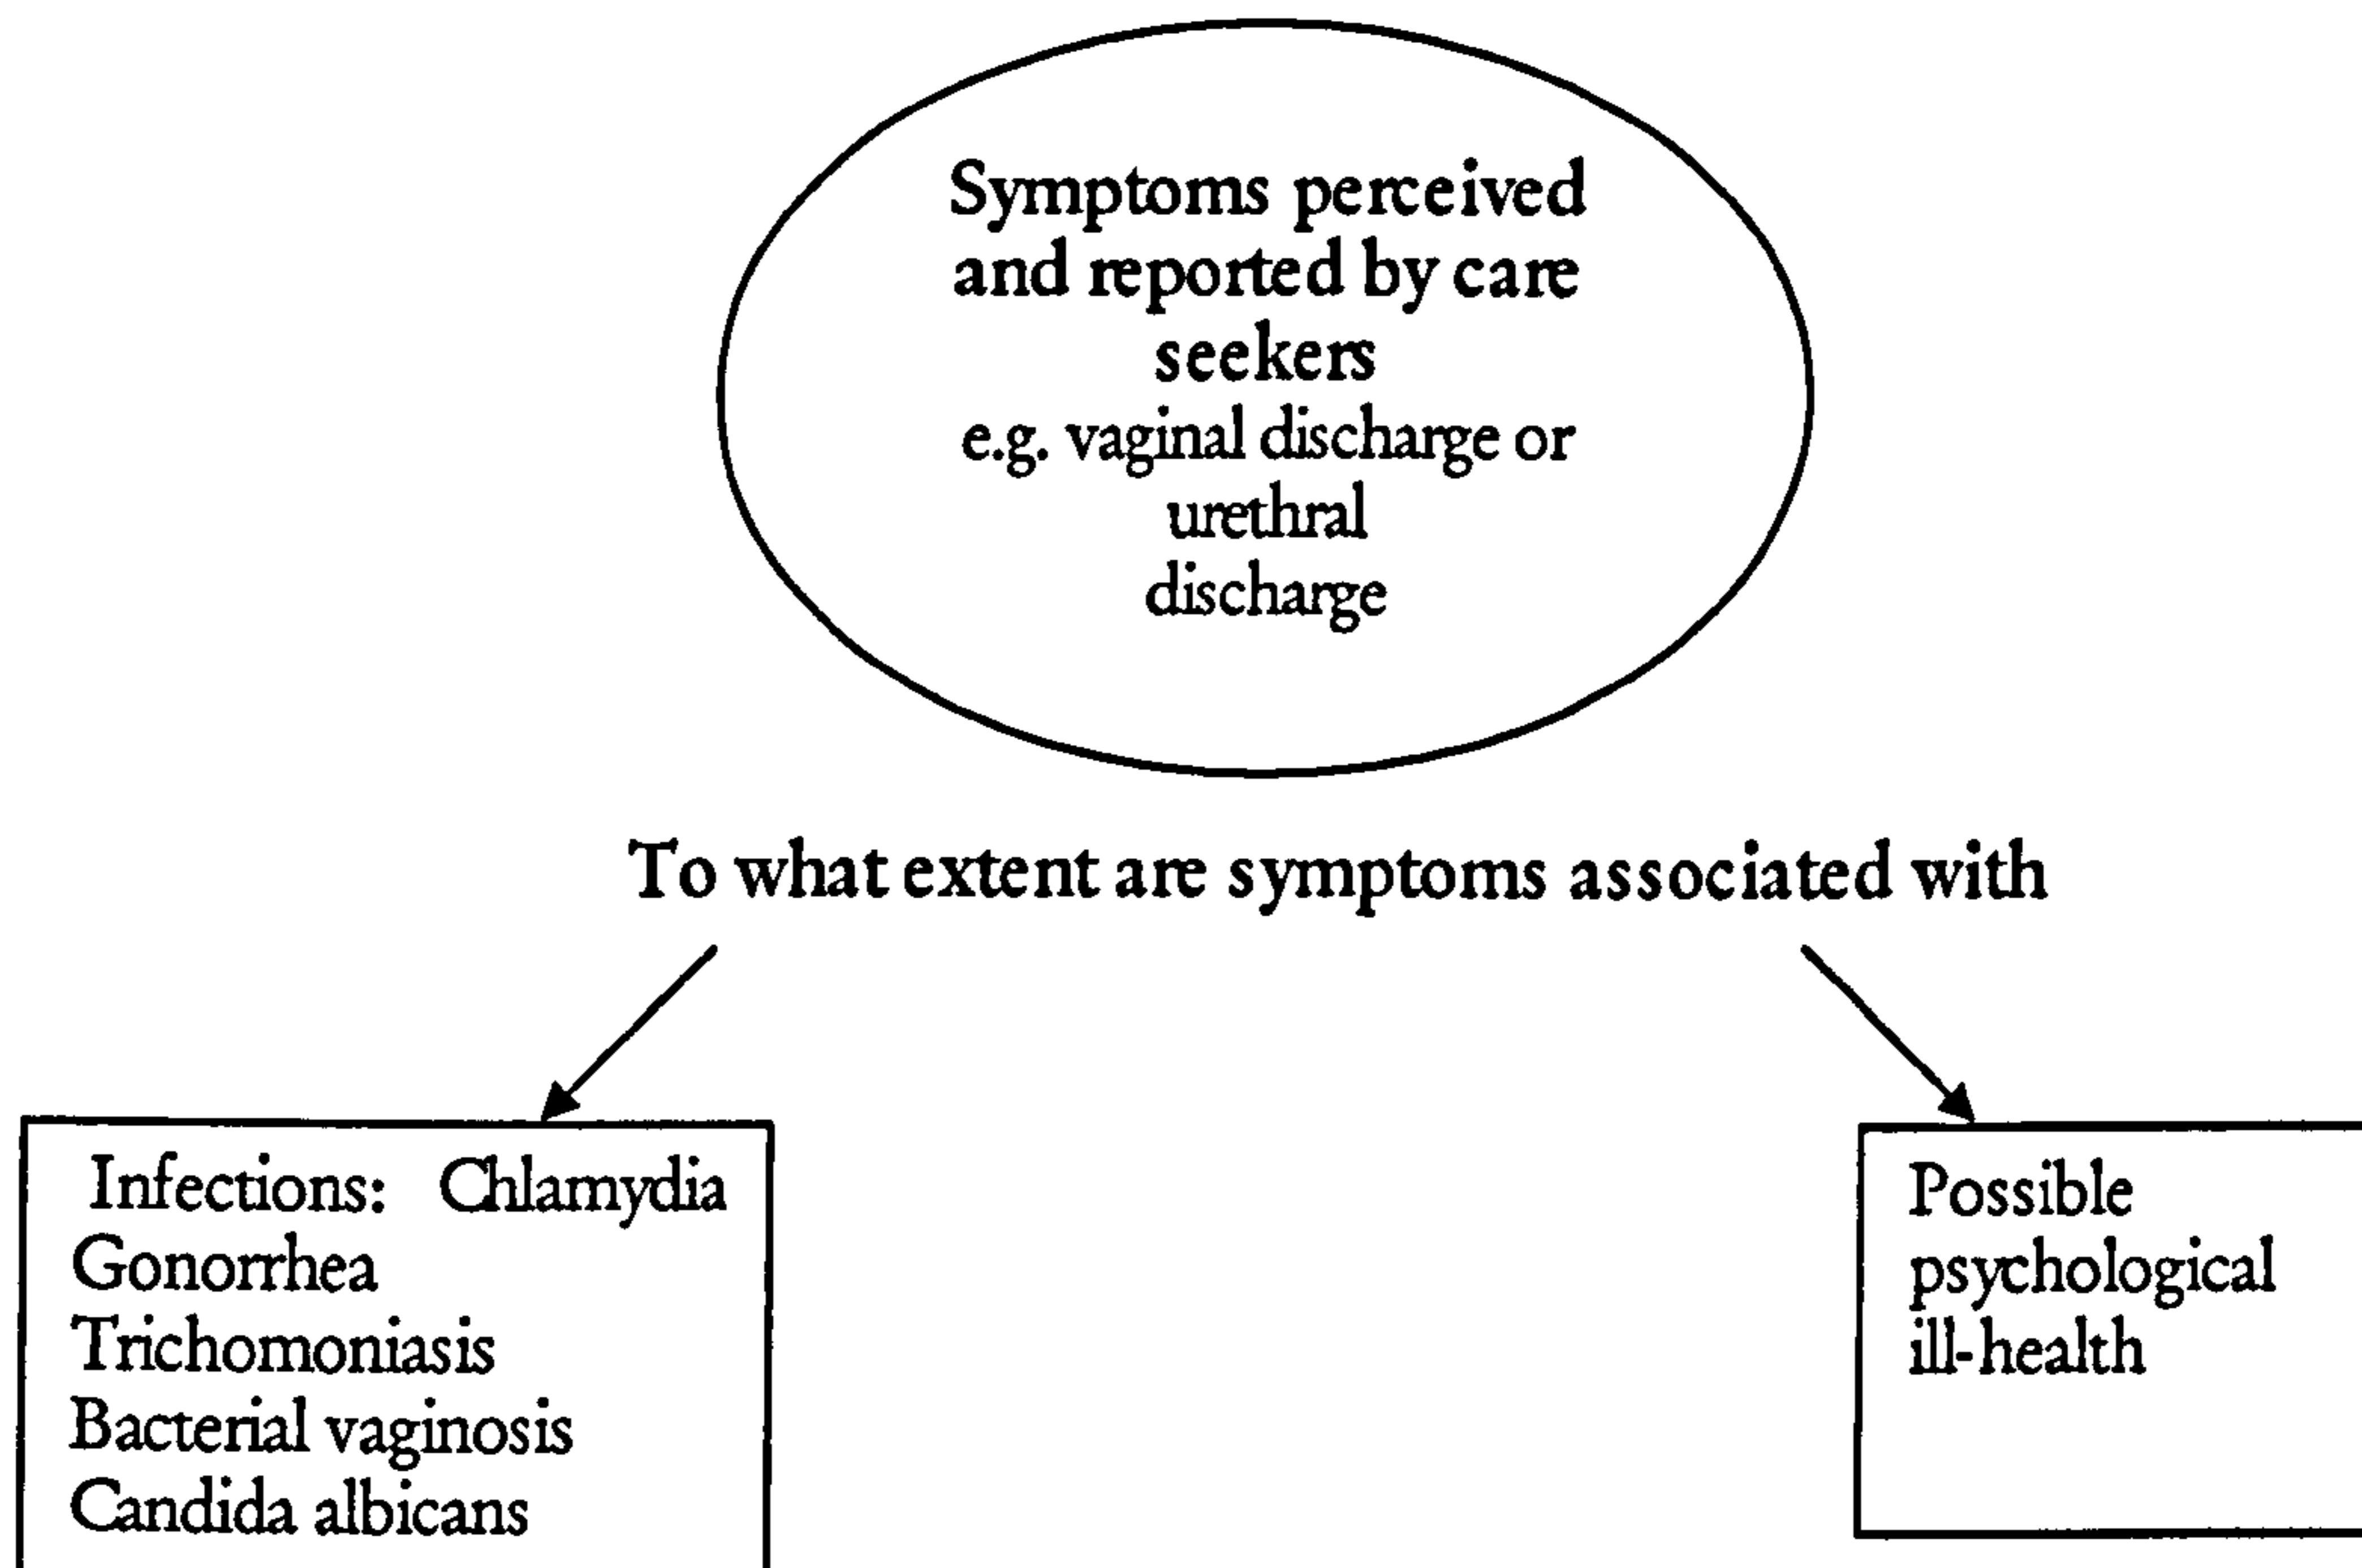 Symptoms perceived
and reported by care
seekers
e.g. vaginal discharge or
urethral
discharge
To what extent are symptoms associated with
Infections: Chlamydia
Gonorrhea
Trichomoniasis
Bacterial vaginosis
Candida albicans
Possible
psychological
ill-health